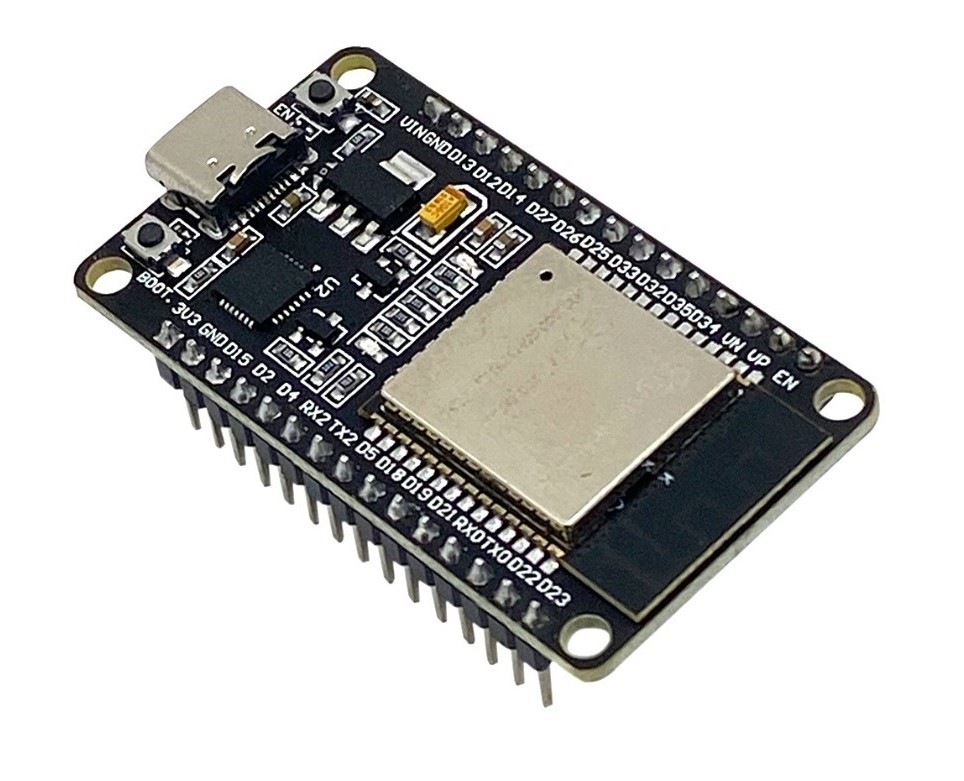 EN
VIN GND D13 D12 D14 D27 D26 D25 D33 D32 D35 D34 VN VP EN
U2
BOOT.
3V3 GND D15 D2 D4 RX2 TX2 D5 D18 D19 D21 RX0 TX0 D22 D23